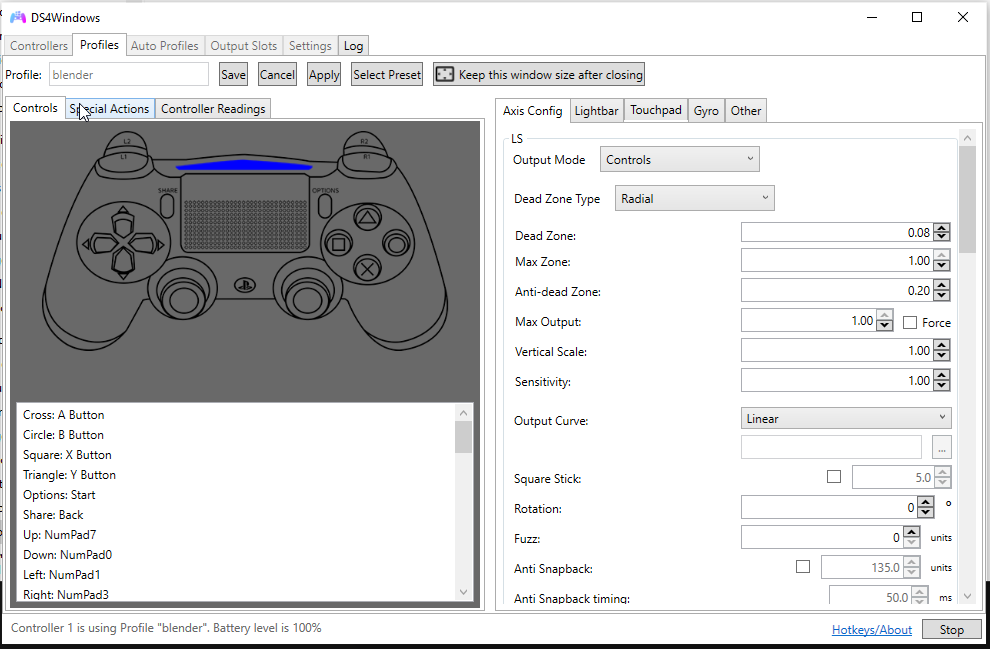 DS4Windows
Controllers Profiles Auto Profiles Output Slots Settings Log
Profile: blender Save Cancel Apply Select Preset Keep this window size after closing
Controls Special Actions Controller Readings
L2
L1
R2
R1
SHARE
OPTIONS
Cross: A Button
Circle: B Button
Square: X Button
Triangle: Y Button
Options: Start
Share: Back
Up: NumPad7
Down: NumPad0
Left: NumPad1
Right: NumPad3
Axis Config Lightbar Touchpad Gyro Other
LS
Output Mode Controls
Dead Zone Type Radial
Dead Zone: 0.08
Max Zone: 1.00
Anti-dead Zone: 0.20
Max Output: 1.00 Force
Vertical Scale: 1.00
Sensitivity: 1.00
Output Curve: Linear
...
Square Stick: 5.0
Rotation: 0 °
Fuzz: 0 units
Anti Snapback: 135.0 units
Anti Snapback timing: 50.0 ms
Controller 1 is using Profile "blender". Battery level is 100%
Hotkeys/About Stop